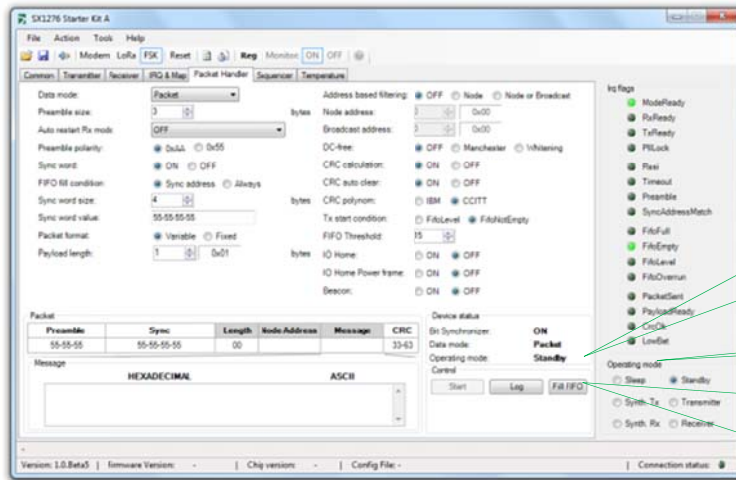 SX1276 Starter Kit A
File Action Tools Help
Modem LoRa FSK Reset Reg Monitor ON OFF
Common Transmitter Receiver IRQ & Map Packet Handler Sequencer Temperature
Data mode: Packet
Preamble size: 3 bytes
Auto restart Rx mode: OFF
Preamble polarity: 0xAA 0x55
Sync word: ON OFF
FIFO fill condition: Sync address Always
Sync word size: 4 bytes
Sync word value: 55-55-55-55
Packet format: Variable Fixed
Payload length: 1 0x01 bytes
Address based filtering: OFF Node Node or Broadcast
Node address: 0x00
Broadcast address: 0x00
DC-free: OFF Manchester Whitening
CRC calculation: ON OFF
CRC auto clear: ON OFF
CRC polynom: IBM CCITT
Tx start condition: FifoLevel FifoNotEmpty
FIFO Threshold: 15
IO Home: ON OFF
IO Home Power frame: ON OFF
Beacon: ON OFF
Irq flags
ModeReady
RxReady
TxReady
PllLock
Rssi
Timeout
Preamble
SyncAddressMatch
FifoFull
FifoEmpty
FifoLevel
FifoOverrun
PacketSent
PayloadReady
CrcOk
LowBat
Packet
Preamble Sync Length Node Address Message CRC
55-55-55 55-55-55-55 00 33-63
Message
HEXADECIMAL ASCII
Device status
Bit Synchronizer: ON
Data mode: Packet
Operating mode: Standby
Control
Start Log Fill FIFO
Operating mode
Sleep Standby
Synth. Tx Transmitter
Synth. Rx Receiver
-
Version: 1.0.Beta5 | firmware Version: - | Chip version: - | Config File: - | Connection status: